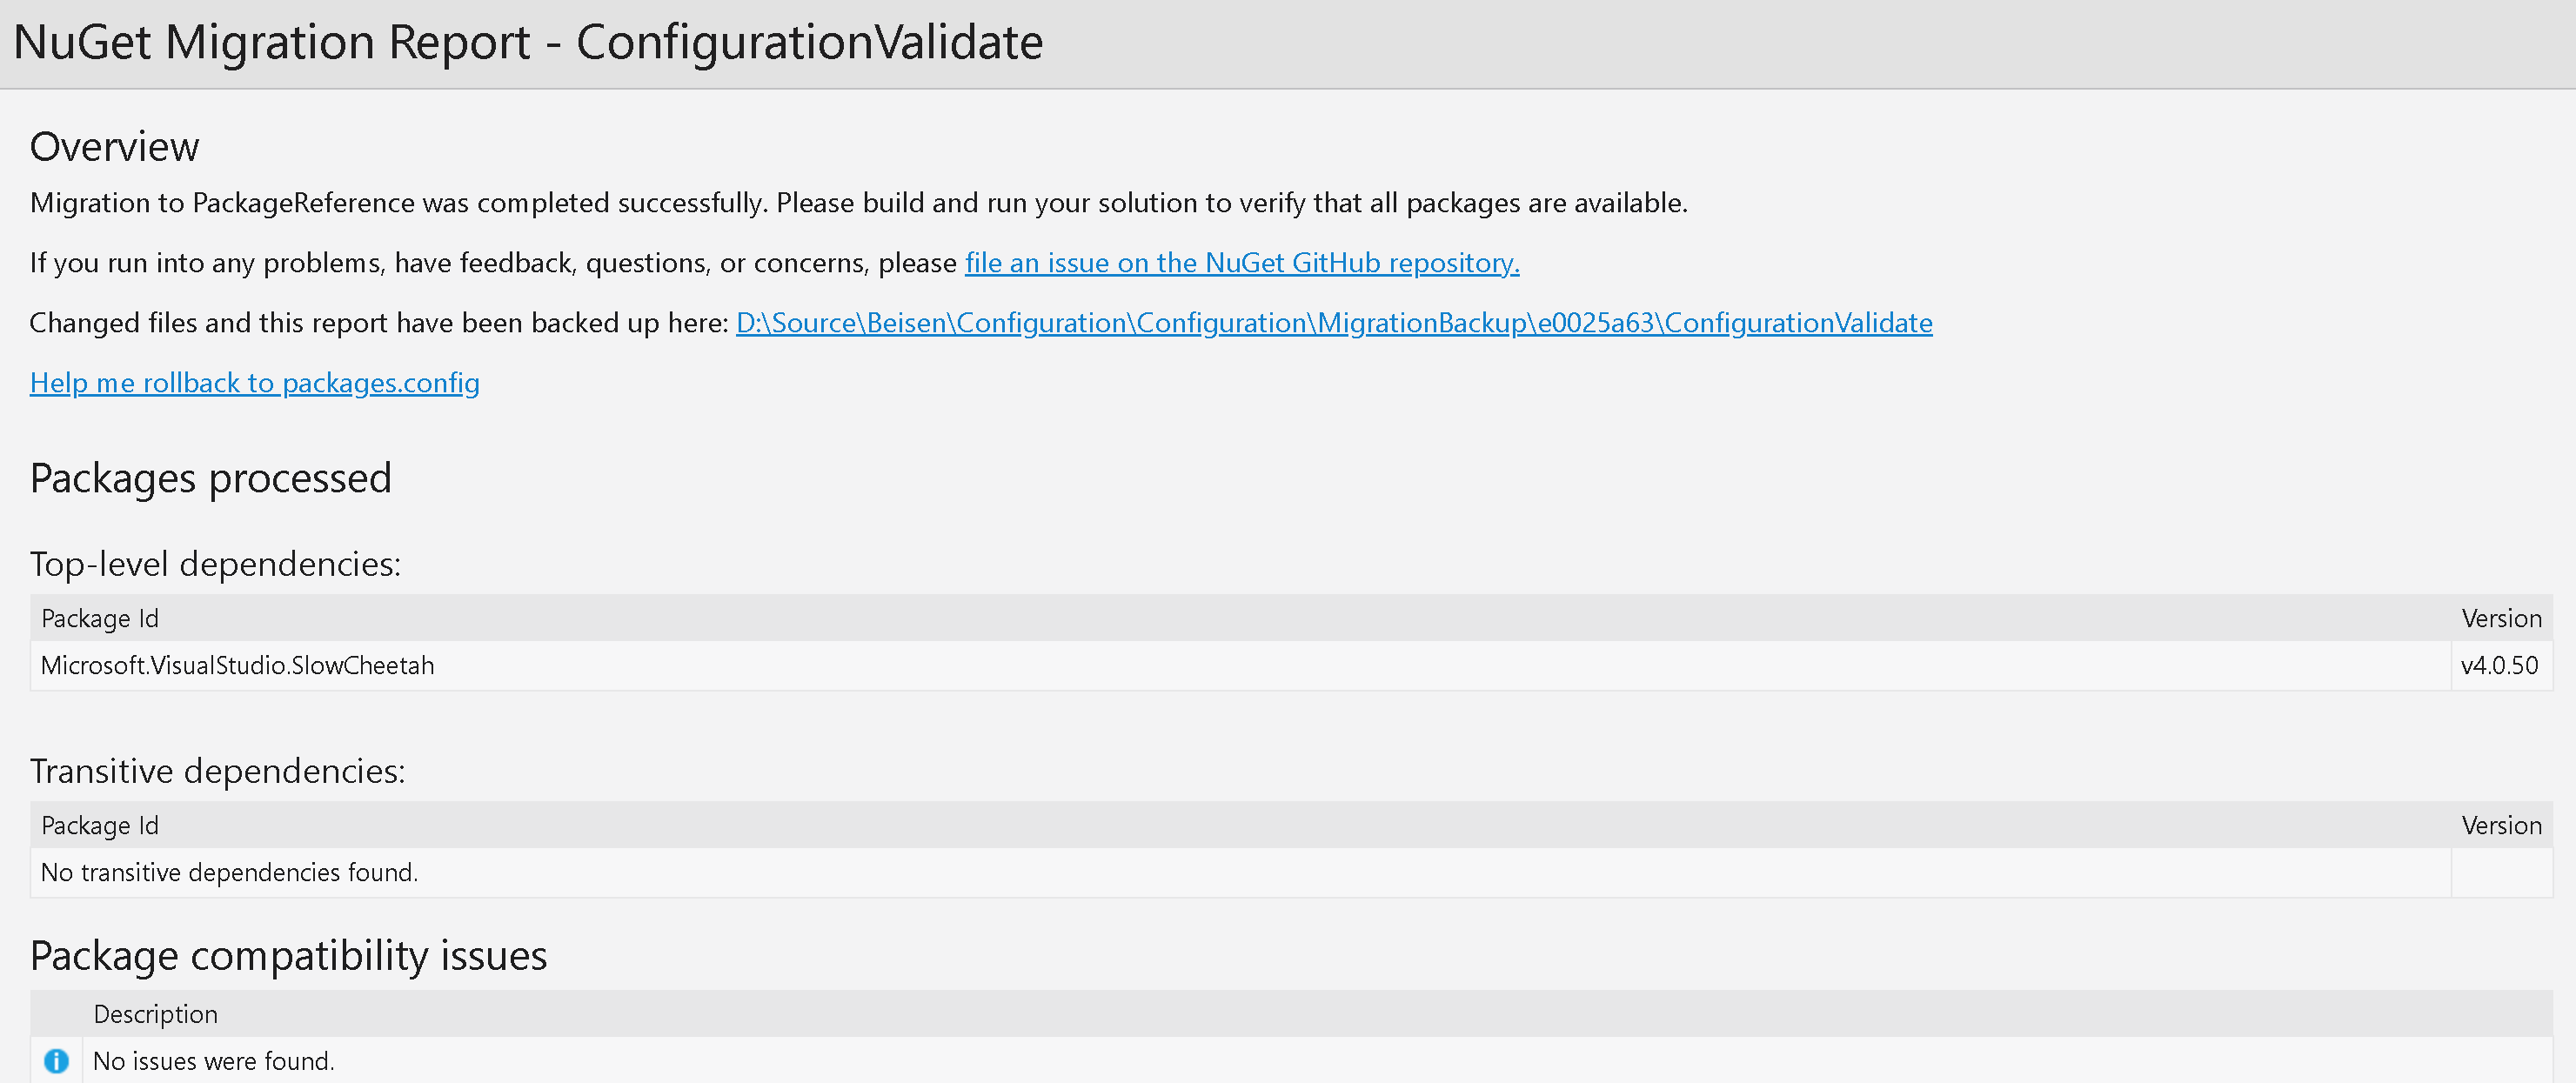 NuGet Migration Report - ConfigurationValidate
Overview
Migration to PackageReference was completed successfully. Please build and run your solution to verify that all packages are available.
If you run into any problems, have feedback, questions, or concerns, please file an issue on the NuGet GitHub repository.
Changed files and this report have been backed up here: D:\Source\Beisen\Configuration\Configuration\MigrationBackup\e0025a63\ConfigurationValidate
Help me rollback to packages.config
Packages processed
Top-level dependencies:
Package Id Version
Microsoft.VisualStudio.SlowCheetah v4.0.50
Transitive dependencies:
Package Id Version
No transitive dependencies found.
Package compatibility issues
Description
No issues were found.